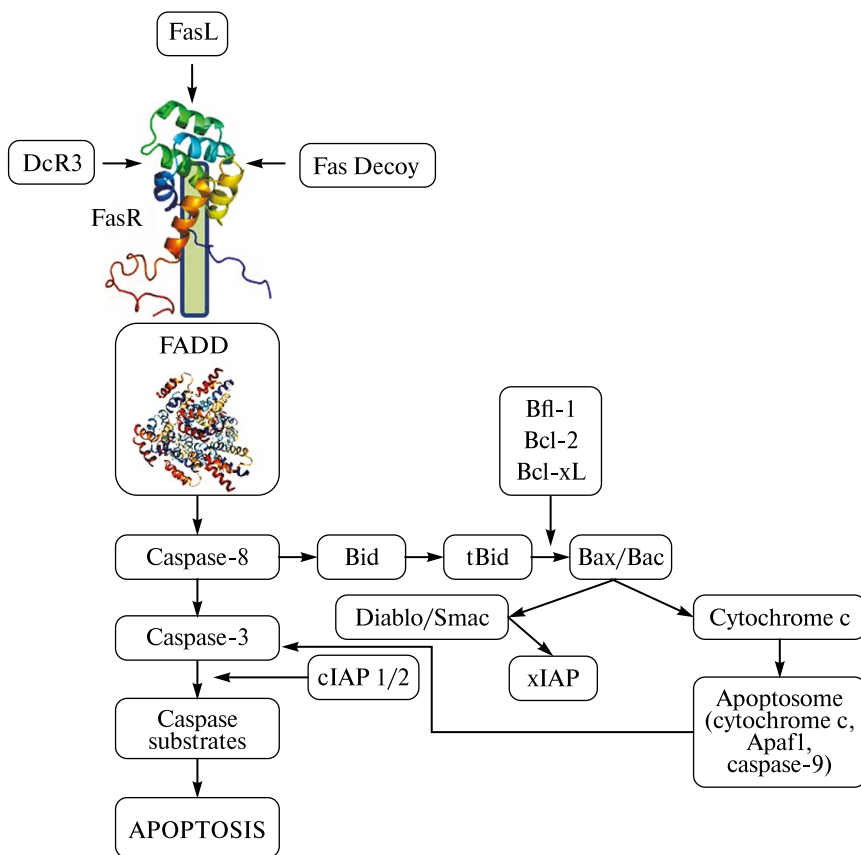 FasL
DcR3
Fas Decoy
FasR
FADD
Bfl-1
Bcl-2
Bcl-xL
Caspase-8
Bid
tBid
Bax/Bac
Diablo/Smac
Cytochrome c
Caspase-3
cIAP 1/2
xIAP
Apoptosome
(cytochrome c,
Apaf1,
caspase-9)
Caspase
substrates
APOPTOSIS